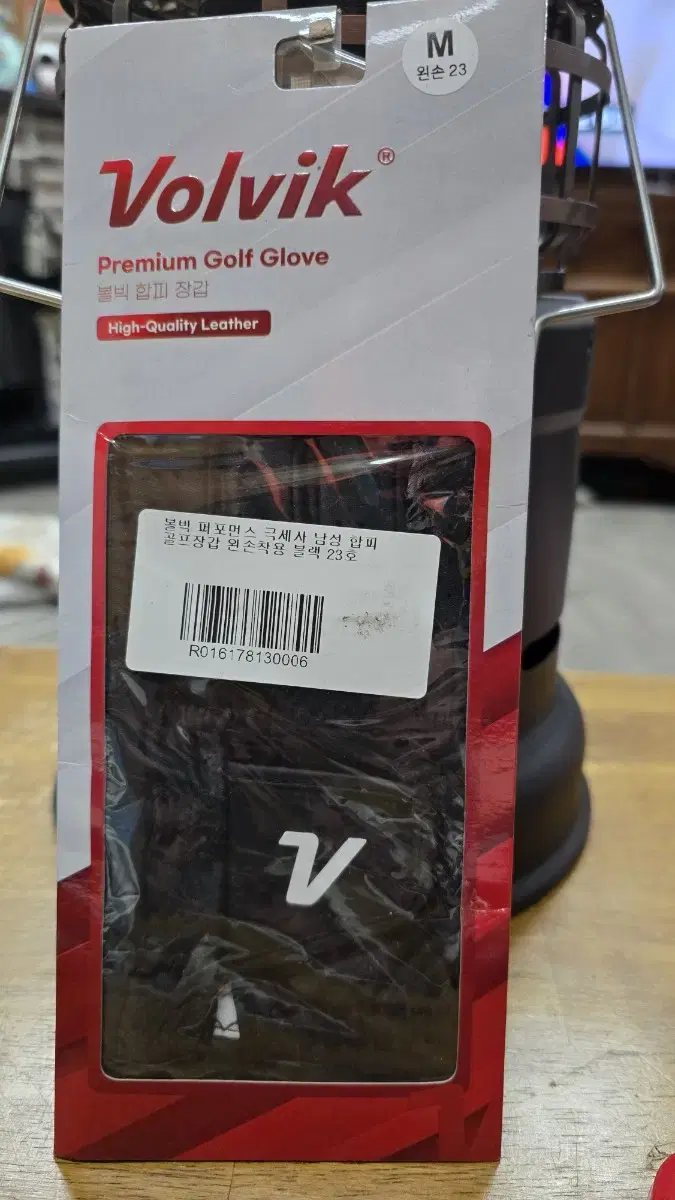 M
왼손 23
Volvik®
Premium Golf Glove
볼빅 합피 장갑
High-Quality Leather
볼빅 퍼포먼스 극세사 남성 합피
골프장갑 왼손착용 블랙 23호
R016178130006
V